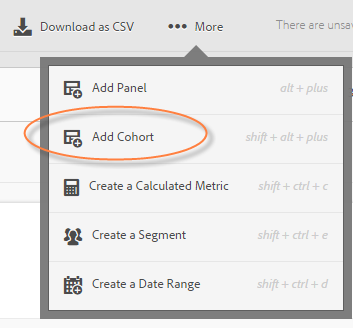 Download as CSV ••• More There are unsav
Add Panel alt + plus
Add Cohort shift + alt + plus
Create a Calculated Metric shift + ctrl + c
Create a Segment shift + ctrl + e
Create a Date Range shift + ctrl + d